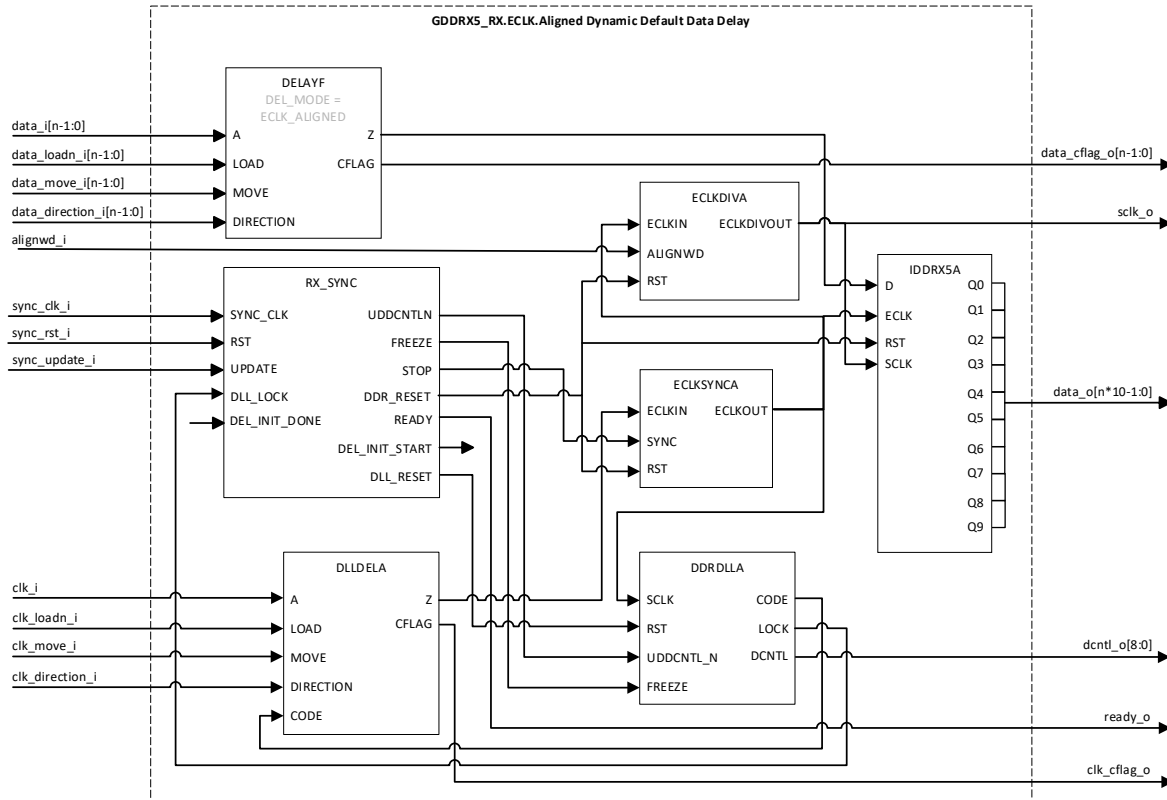 GDDRX5_RX.ECLK.Aligned Dynamic Default Data Delay
DELAYF
DEL_MODE =
ECLK_ALIGNED
data_i[n-1:0]
A
Z
data_loadn_i[n-1:0]
LOAD
CFLAG
data_cflag_o[n-1:0]
data_move_i[n-1:0]
MOVE
data_direction_i[n-1:0]
DIRECTION
alignwd_i
ECLKDIVA
ECLKIN
ECLKDIVOUT
ALIGNWD
RST
sclk_o
RX_SYNC
sync_clk_i
SYNC_CLK
UDDCNTLN
sync_rst_i
RST
FREEZE
sync_update_i
UPDATE
STOP
DLL_LOCK
DDR_RESET
DEL_INIT_DONE
READY
DEL_INIT_START
DLL_RESET
ECLKSYNCA
ECLKIN
ECLKOUT
SYNC
RST
IDDRX5A
D
ECLK
RST
SCLK
Q0
Q1
Q2
Q3
Q4
Q5
Q6
Q7
Q8
Q9
data_o[n*10-1:0]
DLLDELA
clk_i
A
Z
clk_loadn_i
LOAD
CFLAG
clk_move_i
MOVE
clk_direction_i
DIRECTION
CODE
DDRDLLA
SCLK
CODE
RST
LOCK
UDDCNTL_N
DCNTL
FREEZE
dcntl_o[8:0]
ready_o
clk_cflag_o